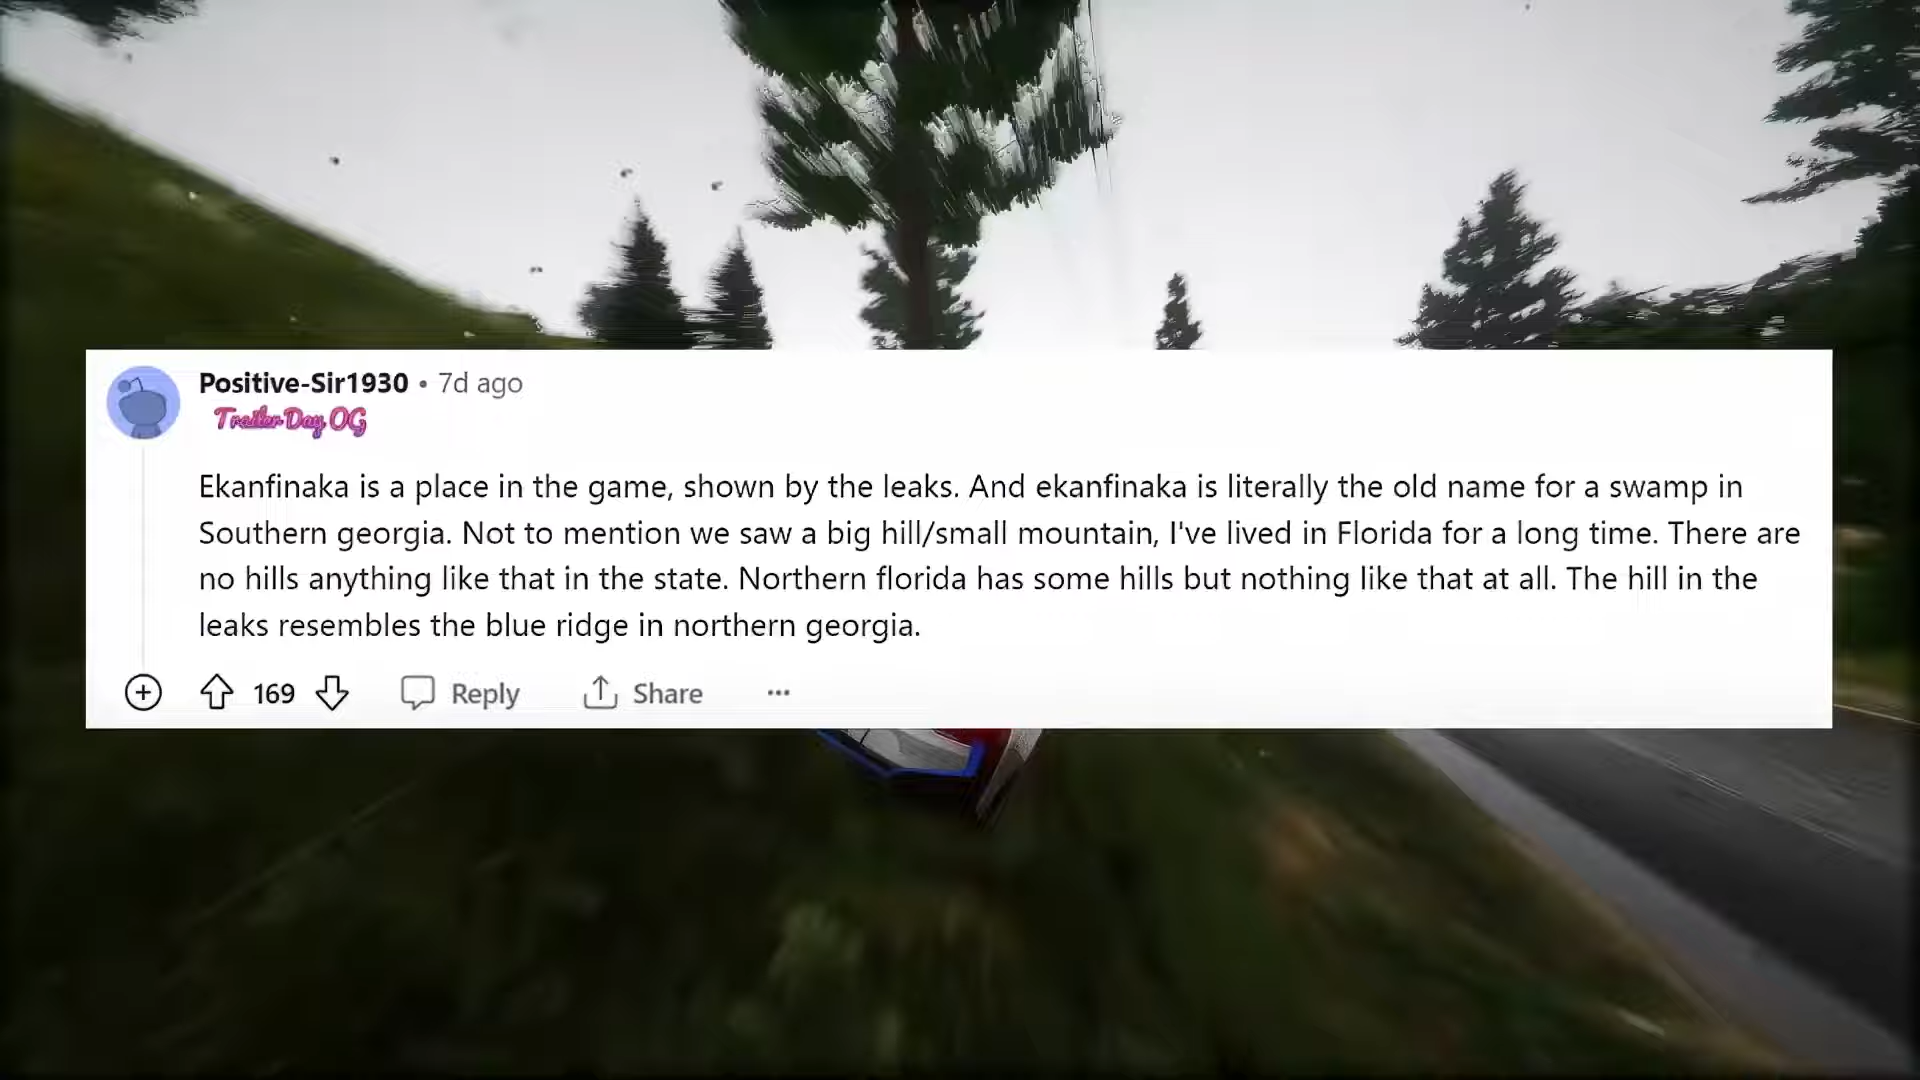 Positive-Sir1930 • 7d ago
Trailer Day OG
Ekanfinaka is a place in the game, shown by the leaks. And ekanfinaka is literally the old name for a swamp in
Southern georgia. Not to mention we saw a big hill/small mountain, I've lived in Florida for a long time. There are
no hills anything like that in the state. Northern florida has some hills but nothing like that at all. The hill in the
leaks resembles the blue ridge in northern georgia.
169 Reply Share